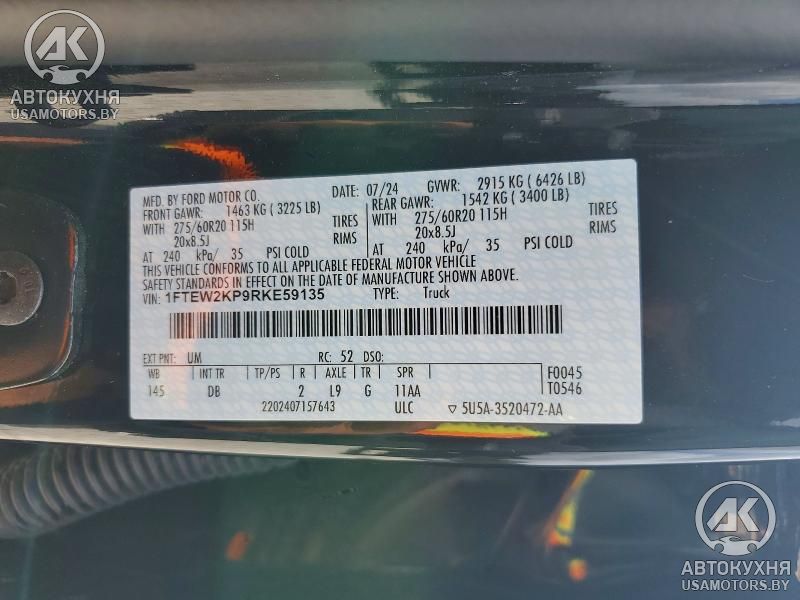 AK
АВТОКУХНЯ
USAMOTORS.BY
MFD. BY FORD MOTOR CO. DATE: 07/24 GVWR: 2915 KG ( 6426 LB)
FRONT GAWR: 1463 KG ( 3225 LB) REAR GAWR: 1542 KG ( 3400 LB)
WITH 275/60R20 115H TIRES WITH 275/60R20 115H TIRES
20x8.5J RIMS 20x8.5J RIMS
AT 240 kPa/ 35 PSI COLD AT 240 kPa/ 35 PSI COLD
THIS VEHICLE CONFORMS TO ALL APPLICABLE FEDERAL MOTOR VEHICLE
SAFETY STANDARDS IN EFFECT ON THE DATE OF MANUFACTURE SHOWN ABOVE.
VIN: 1FTEW2KP9RKE59135 TYPE: Truck
EXT PNT: UM RC: 52 DSO:
WB INT TR TP/PS R AXLE TR SPR F0045
145 DB 2 L9 G 11AA T0546
2202407157643 ULC ▽ 5U5A-3520472-AA
AK
АВТОКУХНЯ
USAMOTORS.BY